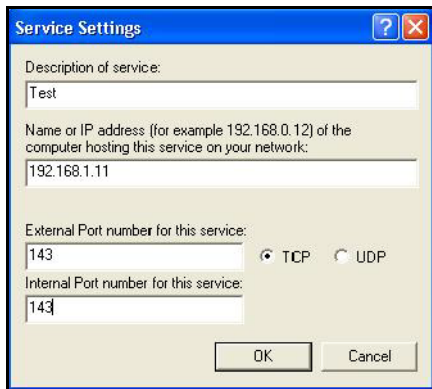 Service Settings
Description of service:
Test
Name or IP address (for example 192.168.0.12) of the
computer hosting this service on your network:
192.168.1.11
External Port number for this service:
143
TCP UDP
Internal Port number for this service:
143
OK Cancel